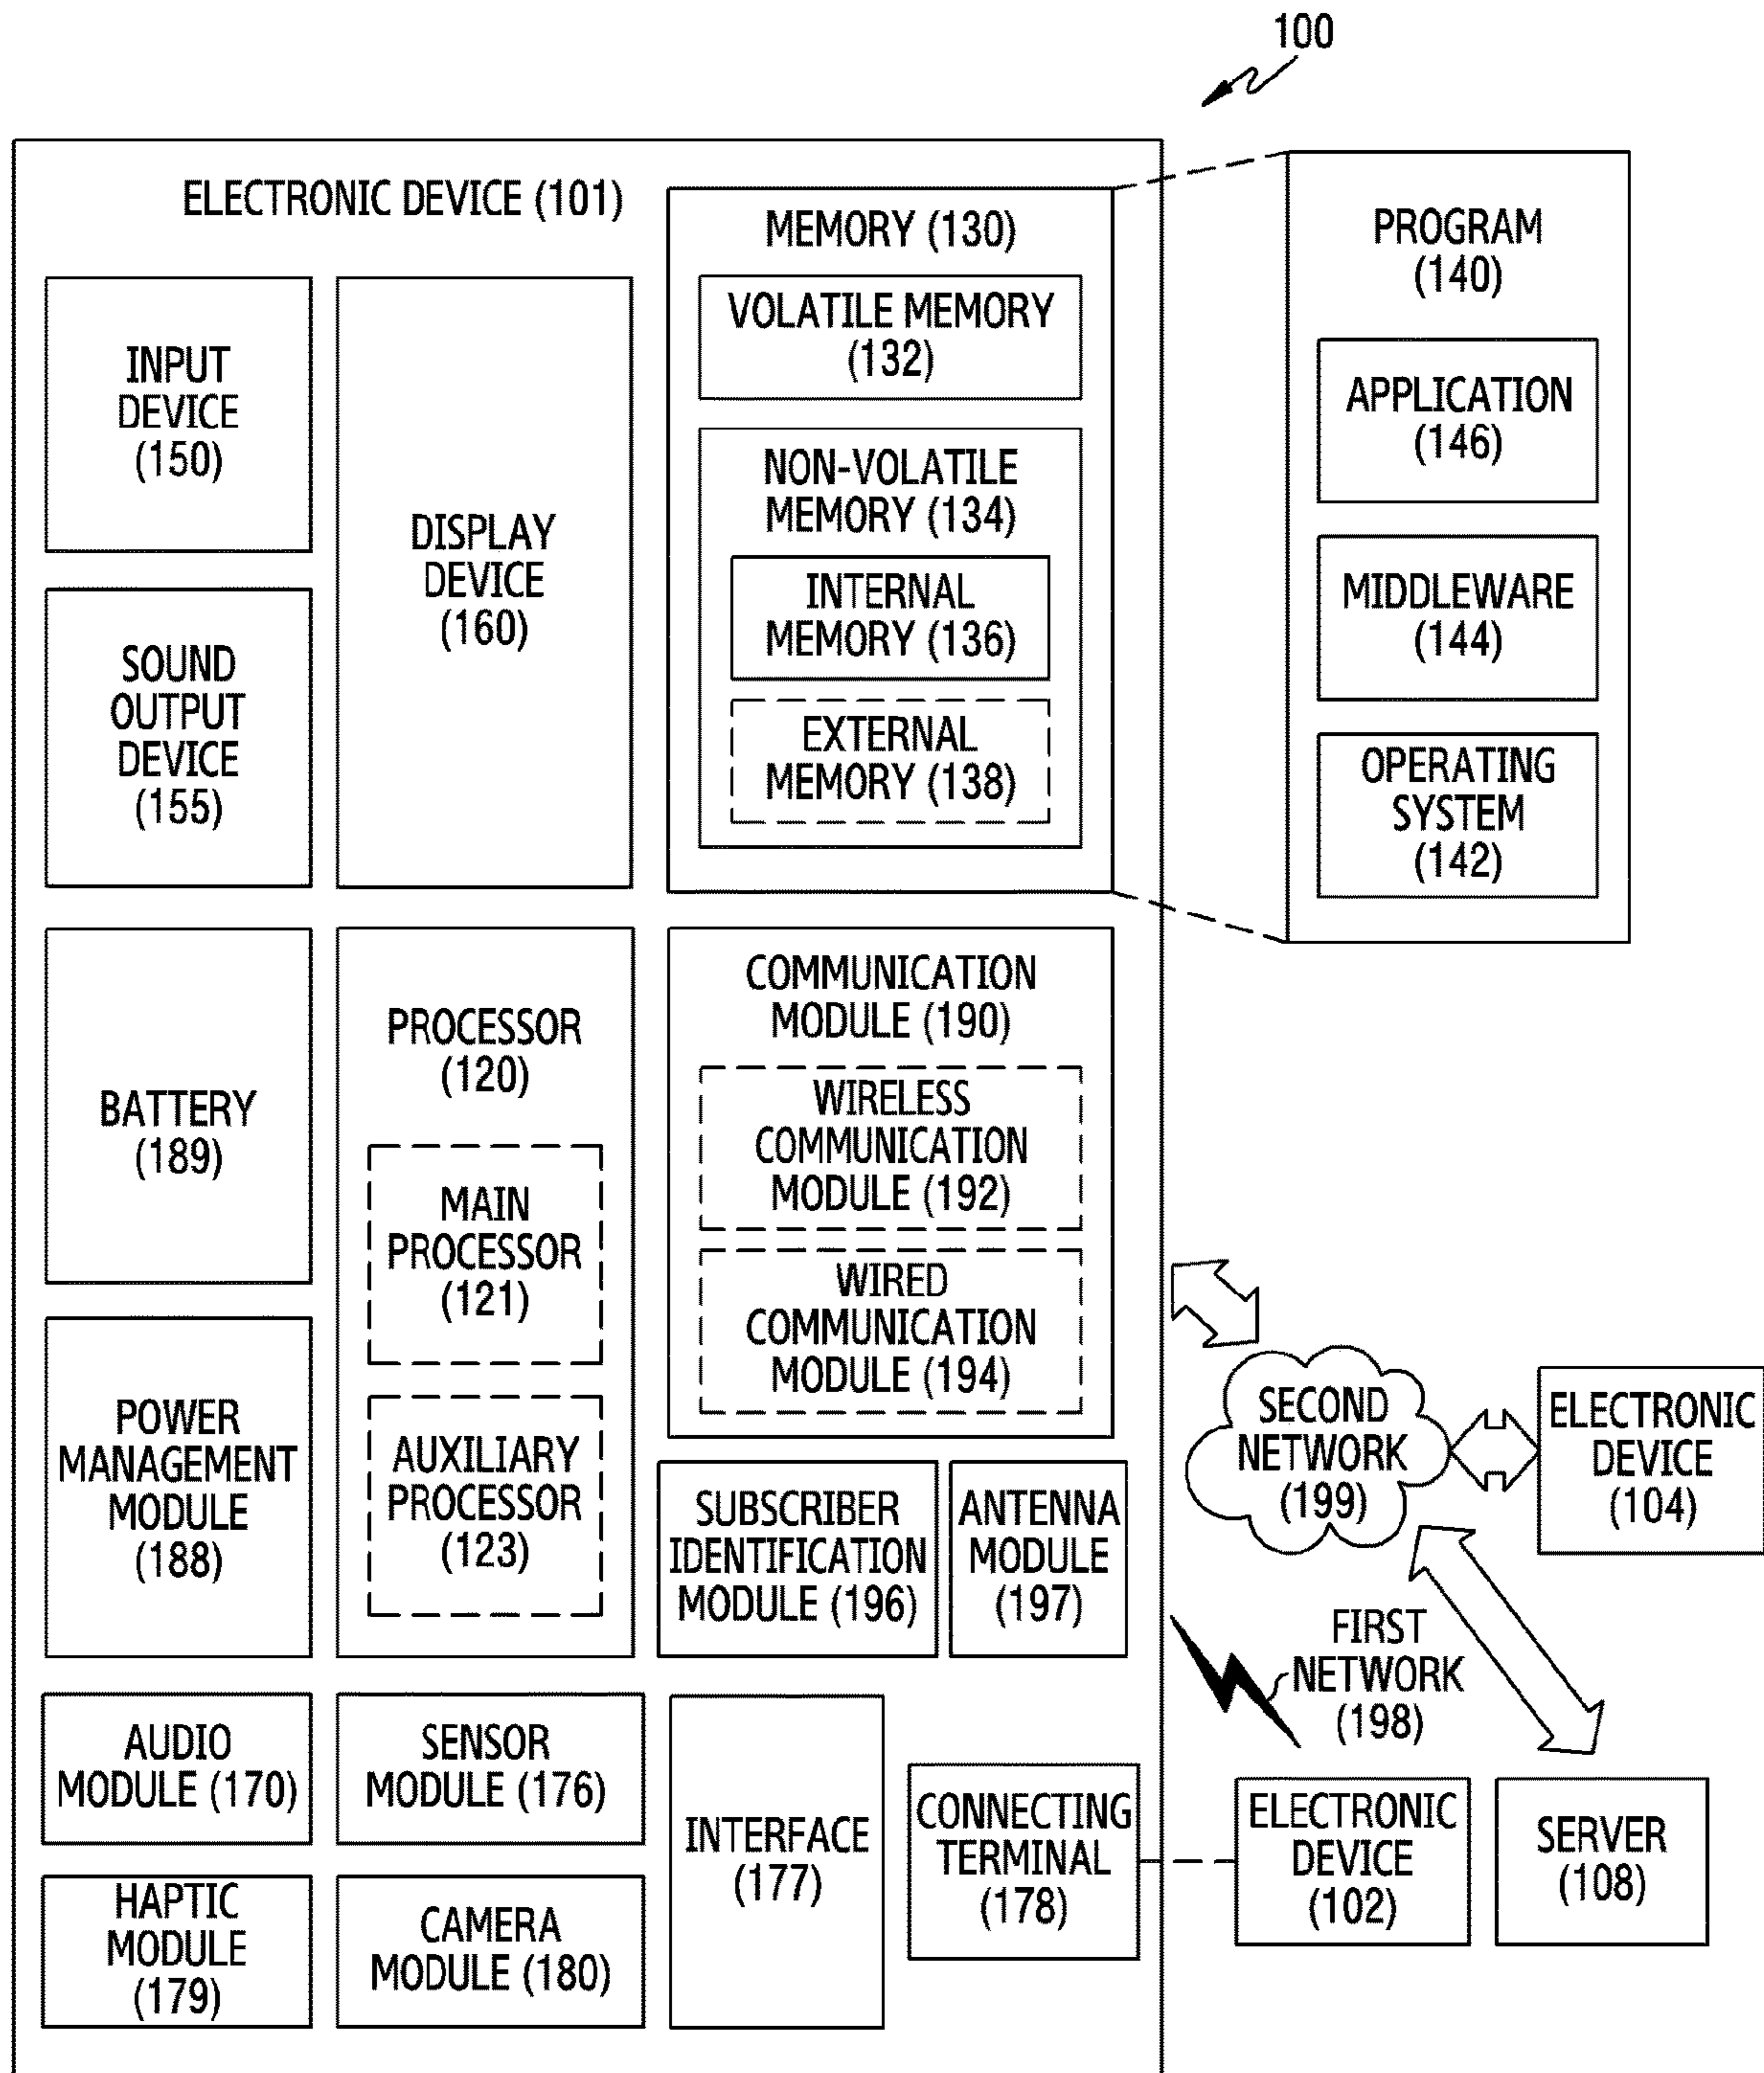 100
ELECTRONIC DEVICE (101)
INPUT
DEVICE
(150)
DISPLAY
DEVICE
(160)
SOUND
OUTPUT
DEVICE
(155)
MEMORY (130)
VOLATILE MEMORY
(132)
NON-VOLATILE
MEMORY (134)
INTERNAL
MEMORY (136)
EXTERNAL
MEMORY (138)
PROGRAM
(140)
APPLICATION
(146)
MIDDLEWARE
(144)
OPERATING
SYSTEM
(142)
BATTERY
(189)
PROCESSOR
(120)
MAIN
PROCESSOR
(121)
AUXILIARY
PROCESSOR
(123)
COMMUNICATION
MODULE (190)
WIRELESS
COMMUNICATION
MODULE (192)
WIRED
COMMUNICATION
MODULE (194)
POWER
MANAGEMENT
MODULE
(188)
SUBSCRIBER
IDENTIFICATION
MODULE (196)
ANTENNA
MODULE
(197)
SECOND
NETWORK
(199)
ELECTRONIC
DEVICE
(104)
FIRST
NETWORK
(198)
AUDIO
MODULE (170)
SENSOR
MODULE (176)
INTERFACE
(177)
CONNECTING
TERMINAL
(178)
ELECTRONIC
DEVICE
(102)
SERVER
(108)
HAPTIC
MODULE
(179)
CAMERA
MODULE (180)